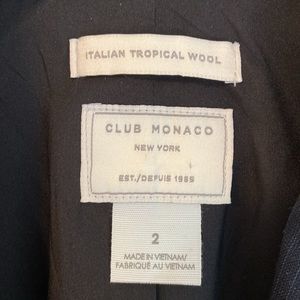 ITALIAN TROPICAL WOOL
CLUB MONACO
NEW YORK
EST./DEPUIS 1985
2
MADE IN VIETNAM/
FABRIQUÉ AU VIETNAM